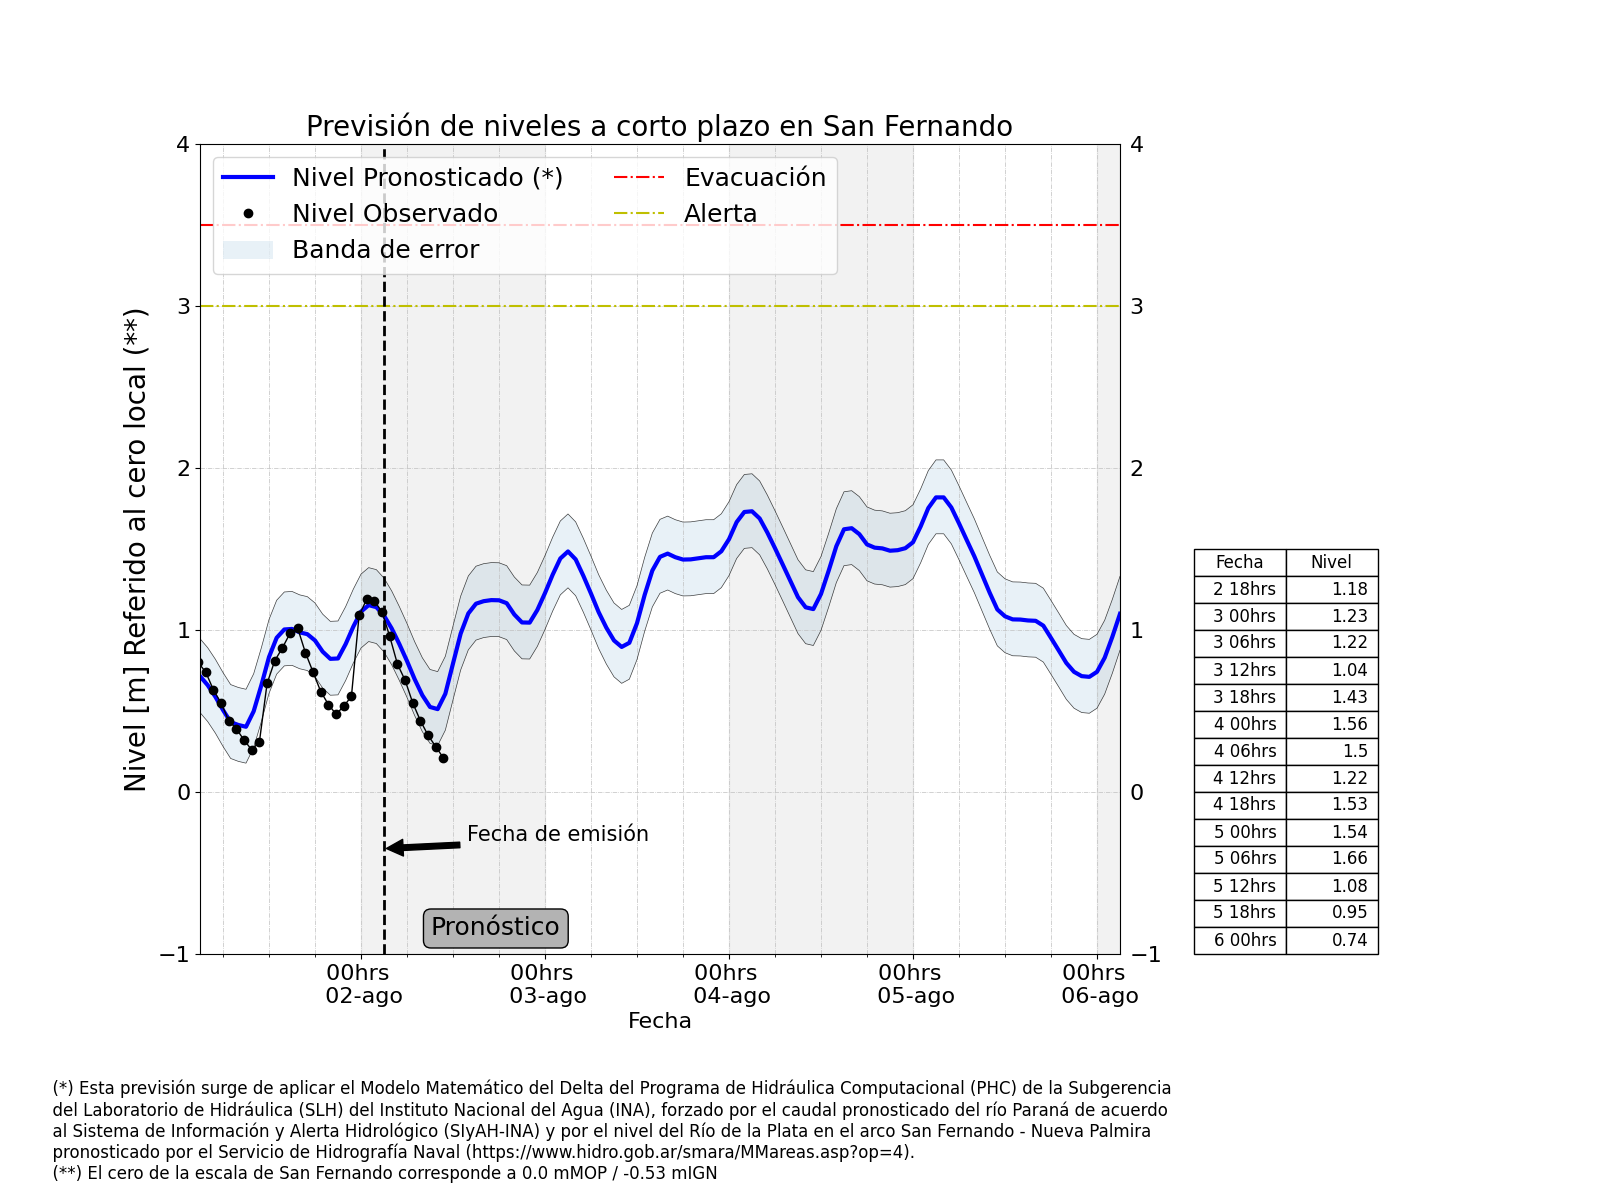 Previsión de niveles a corto plazo en San Fernando
4
3
2
1
0
−1
4
3
2
1
0
−1
Nivel [m] Referido al cero local (**)
Nivel Pronosticado (*)
Nivel Observado
Banda de error
Evacuación
Alerta
Fecha de emisión
Pronóstico
00hrs
02-ago
00hrs
03-ago
00hrs
04-ago
00hrs
05-ago
00hrs
06-ago
Fecha
Fecha Nivel
2 18hrs 1.18
3 00hrs 1.23
3 06hrs 1.22
3 12hrs 1.04
3 18hrs 1.43
4 00hrs 1.56
4 06hrs 1.5
4 12hrs 1.22
4 18hrs 1.53
5 00hrs 1.54
5 06hrs 1.66
5 12hrs 1.08
5 18hrs 0.95
6 00hrs 0.74
(*) Esta previsión surge de aplicar el Modelo Matemático del Delta del Programa de Hidráulica Computacional (PHC) de la Subgerencia
del Laboratorio de Hidráulica (SLH) del Instituto Nacional del Agua (INA), forzado por el caudal pronosticado del río Paraná de acuerdo
al Sistema de Información y Alerta Hidrológico (SIyAH-INA) y por el nivel del Río de la Plata en el arco San Fernando - Nueva Palmira
pronosticado por el Servicio de Hidrografía Naval (https://www.hidro.gob.ar/smara/MMareas.asp?op=4).
(**) El cero de la escala de San Fernando corresponde a 0.0 mMOP / -0.53 mIGN